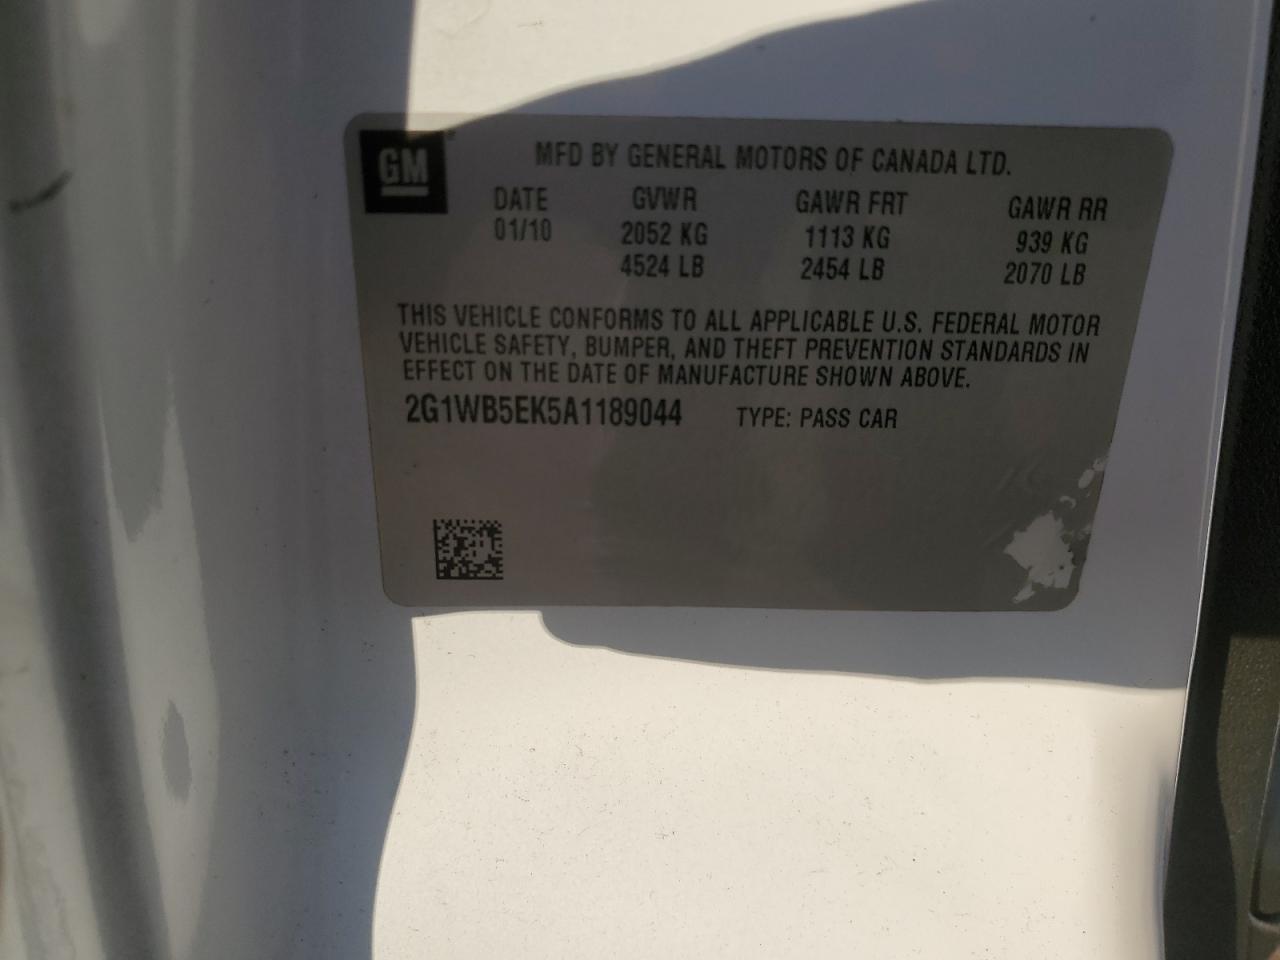 GM
MFD BY GENERAL MOTORS OF CANADA LTD.
DATE GVWR GAWR FRT GAWR RR
01/10 2052 KG 1113 KG 939 KG
4524 LB 2454 LB 2070 LB
THIS VEHICLE CONFORMS TO ALL APPLICABLE U.S. FEDERAL MOTOR
VEHICLE SAFETY, BUMPER, AND THEFT PREVENTION STANDARDS IN
EFFECT ON THE DATE OF MANUFACTURE SHOWN ABOVE.
2G1WB5EK5A1189044 TYPE: PASS CAR